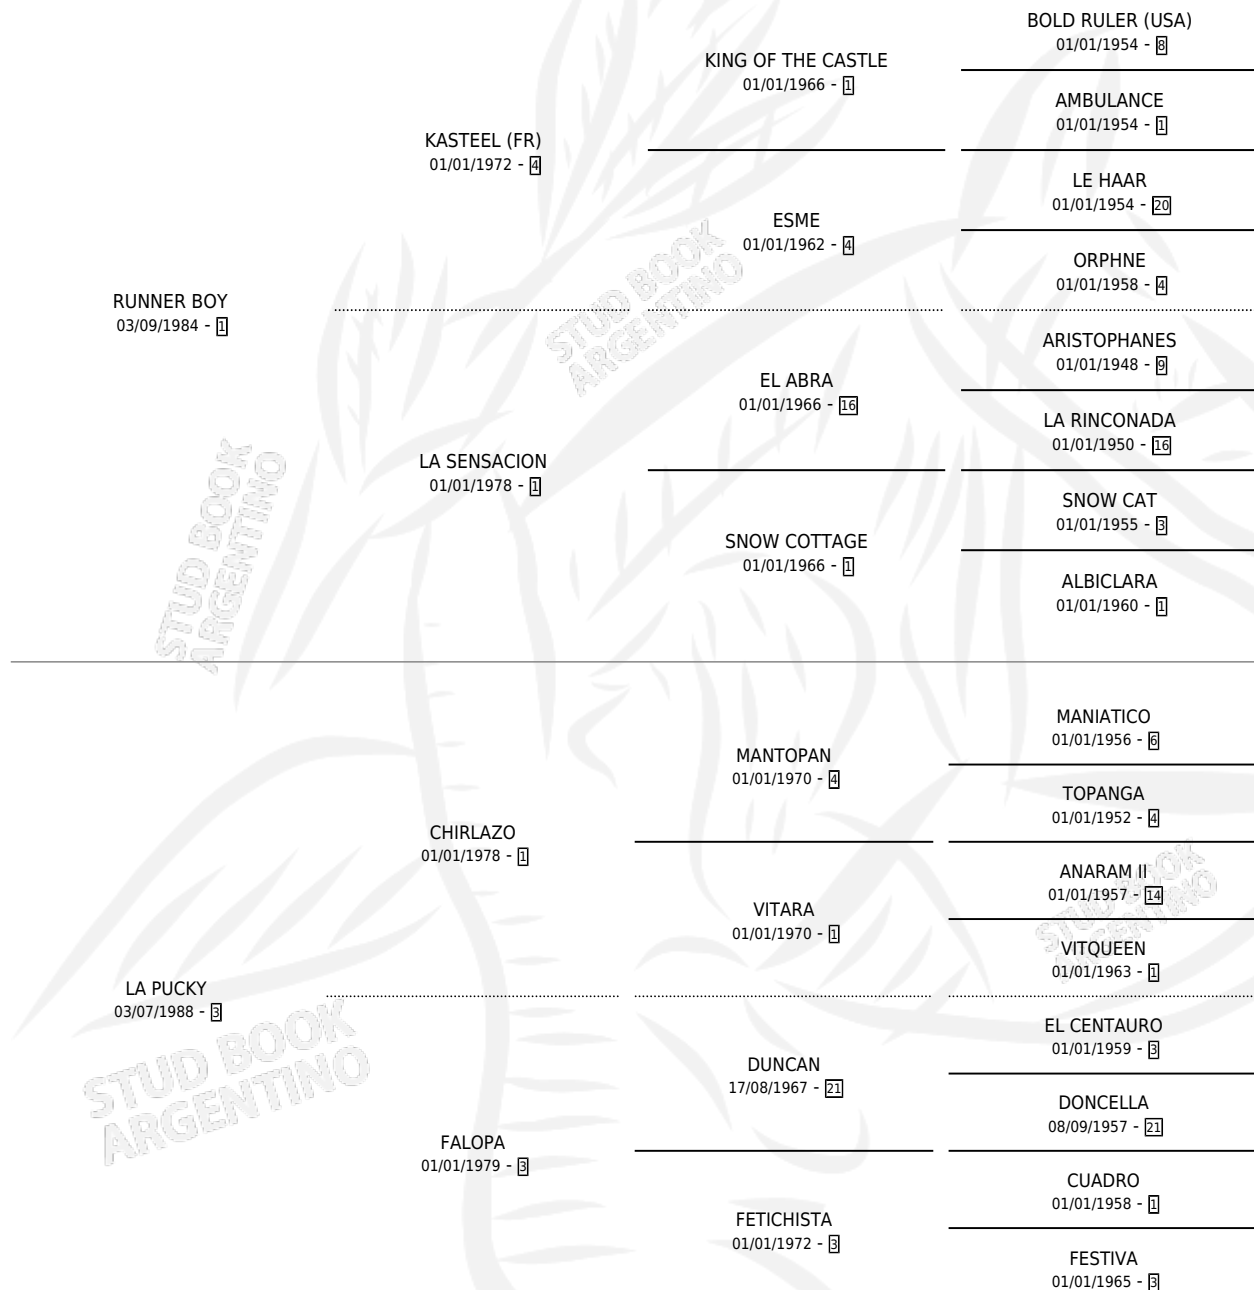 BOLD RULER (USA)
01/01/1954 - 8
KING OF THE CASTLE
01/01/1966 - 1
AMBULANCE
01/01/1954 - 1
KASTEEL (FR)
01/01/1972 - 4
LE HAAR
01/01/1954 - 20
ESME
01/01/1962 - 4
ORPHNE
01/01/1958 - 4
RUNNER BOY
03/09/1984 - 1
ARISTOPHANES
01/01/1948 - 9
EL ABRA
01/01/1966 - 16
LA RINCONADA
01/01/1950 - 16
LA SENSACION
01/01/1978 - 1
SNOW CAT
01/01/1955 - 3
SNOW COTTAGE
01/01/1966 - 1
ALBICLARA
01/01/1960 - 1
MANIATICO
01/01/1956 - 6
MANTOPAN
01/01/1970 - 4
TOPANGA
01/01/1952 - 4
CHIRLAZO
01/01/1978 - 1
ANARAM II
01/01/1957 - 14
VITARA
01/01/1970 - 1
VITQUEEN
01/01/1963 - 1
LA PUCKY
03/07/1988 - 3
EL CENTAURO
01/01/1959 - 3
DUNCAN
17/08/1967 - 21
DONCELLA
08/09/1957 - 21
FALOPA
01/01/1979 - 3
CUADRO
01/01/1958 - 1
FETICHISTA
01/01/1972 - 3
FESTIVA
01/01/1965 - 3
STUD BOOK
ARGENTINO
STUD BOOK
ARGENTINO
STUD BOOK
ARGENTINO
STUD BOOK
ARGENTINO